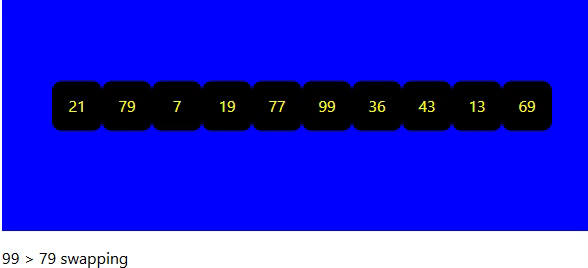 21 79 7 19 77 99 36 43 13 69
99 > 79 swapping